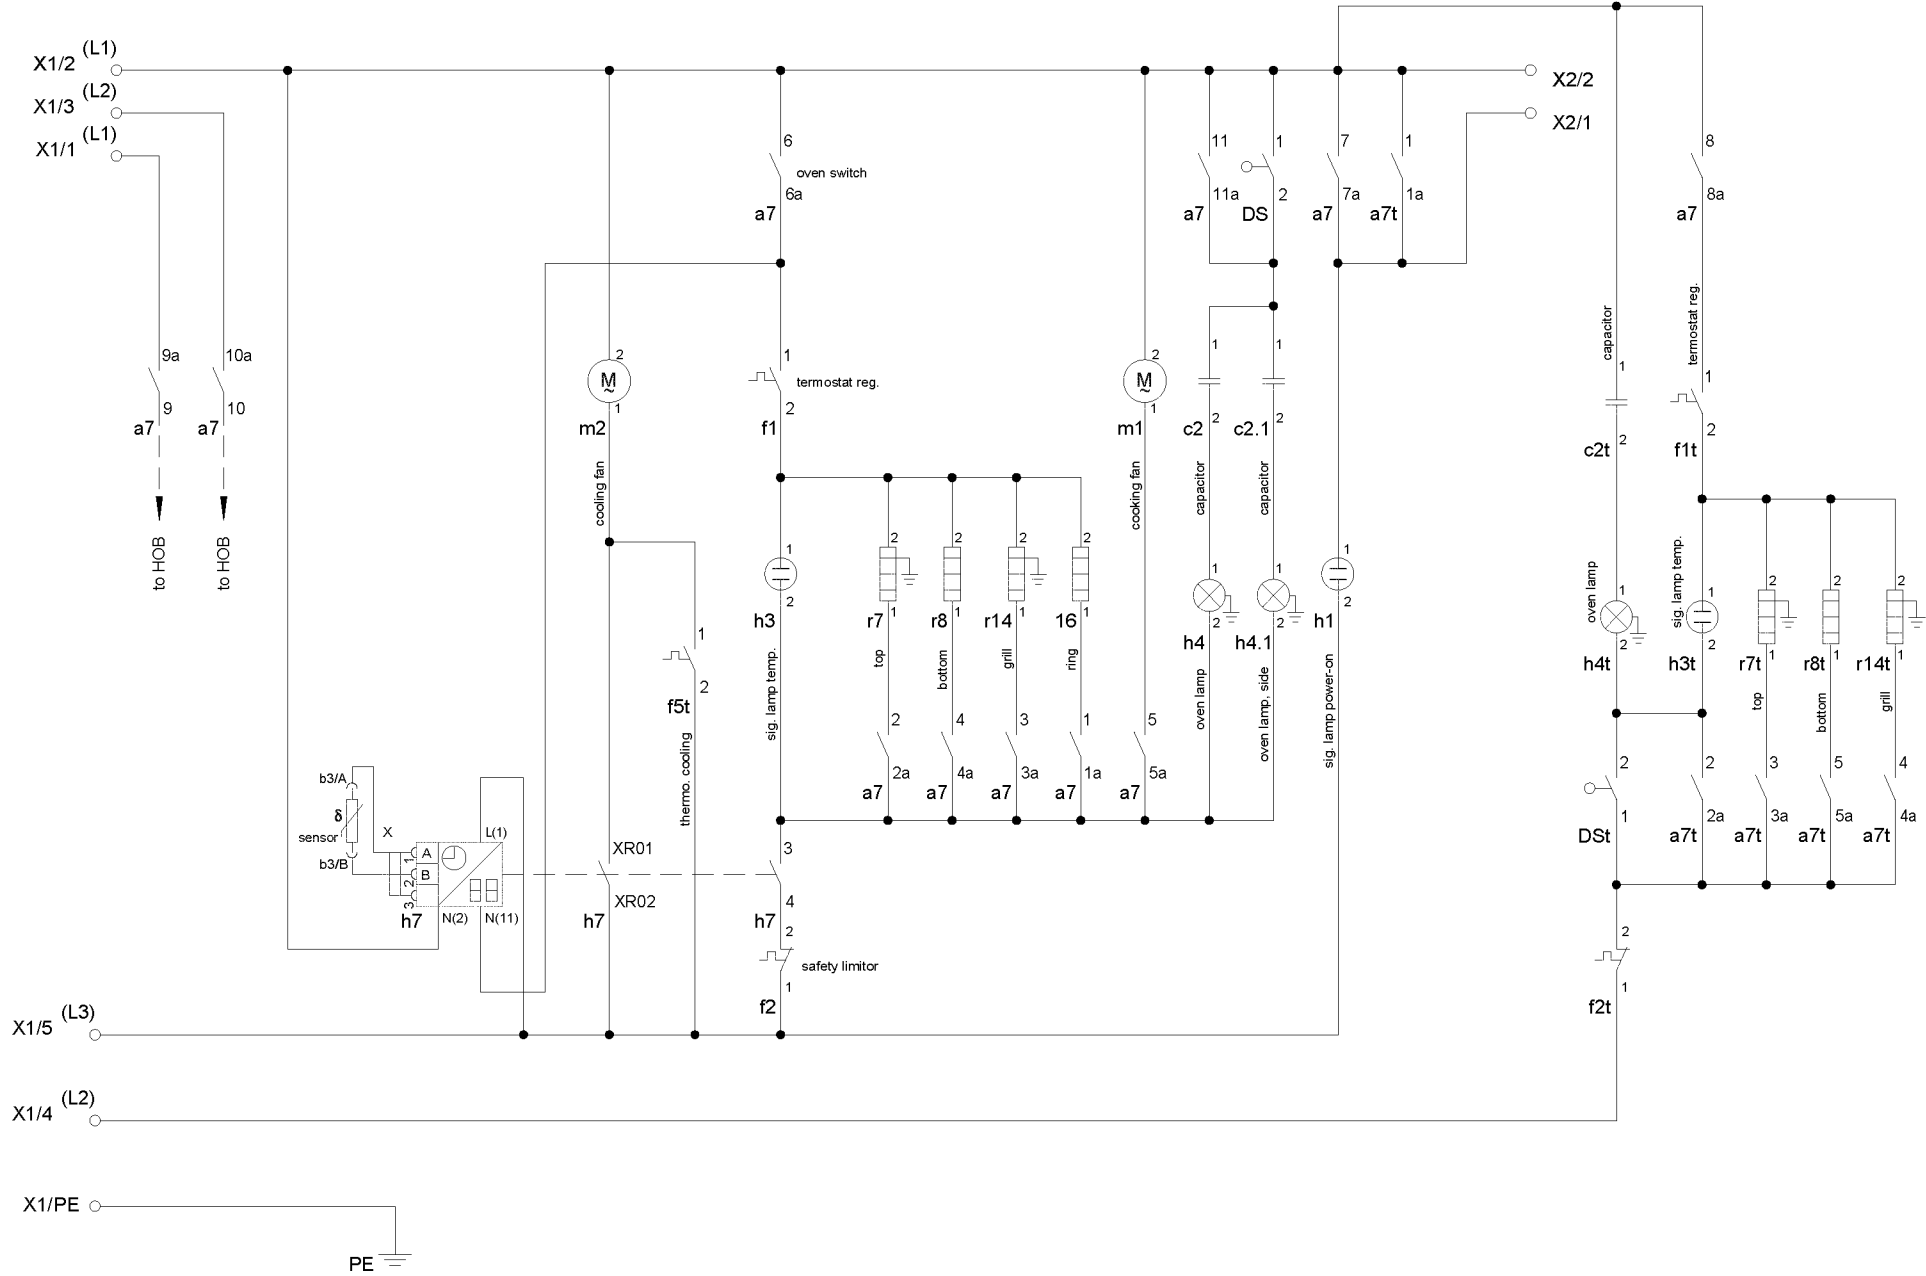 X1/2 (L1)
X1/3 (L2)
X1/1 (L1)
X2/2
X2/1
6
oven switch
6a
a7
11
11a
a7
1
2
DS
7
7a
a7
1
1a
a7t
8
8a
a7
9a
9
a7
to HOB
10a
10
a7
to HOB
2
M
~
1
m2
cooling fan
1
termostat reg.
2
f1
2
M
~
1
m1
cooking fan
1
c2
2
capacitor
1
c2.1
2
capacitor
capacitor
1
c2t
2
termostat reg.
1
2
f1t
1
2
h3
sig. lamp temp.
2
1
r7
top
2
1
r8
bottom
2
1
r14
grill
2
1
16
ring
1
2
h4
oven lamp
1
2
h4.1
oven lamp, side
1
2
h1
sig. lamp power-on
oven lamp
1
2
h4t
sig. lamp temp.
1
2
h3t
2
1
r7t
top
2
1
r8t
bottom
2
1
r14t
grill
1
2
f5t
thermo. cooling
2
2a
a7
4
4a
a7
3
3a
a7
1
1a
a7
5
5a
a7
2
1
DSt
2
2a
a7t
3
3a
a7t
5
5a
a7t
4
4a
a7t
b3/A
δ
sensor
b3/B
X
L(1)
1
A
2
B
3
h7
N(2)
N(11)
XR01
XR02
h7
3
4
h7
2
safety limitor
1
f2
2
1
f2t
X1/5 (L3)
X1/4 (L2)
X1/PE
PE